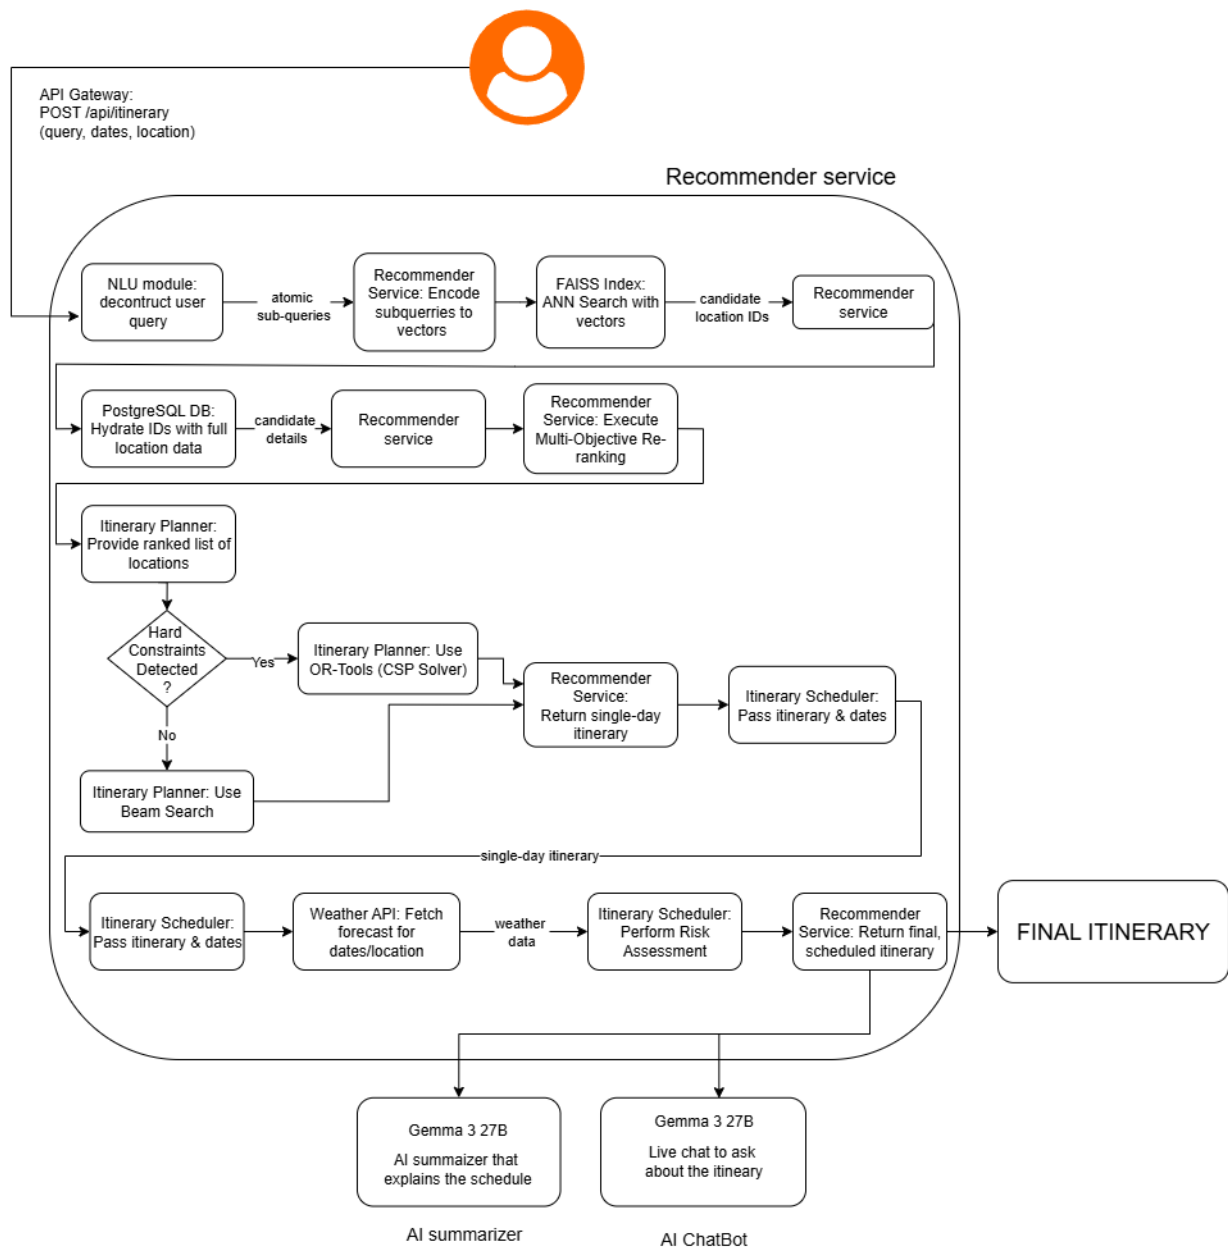 API Gateway:
POST /api/itinerary
(query, dates, location)
Recommender service
NLU module:
decontruct user
query
atomic
sub-queries
Recommender
Service: Encode
subquerries to
vectors
FAISS Index:
ANN Search with
vectors
candidate
location IDs
Recommender
service
PostgreSQL DB:
Hydrate IDs with full
location data
candidate
details
Recommender
service
Recommender
Service: Execute
Multi-Objective Re-
ranking
Itinerary Planner:
Provide ranked list of
locations
Hard
Constraints
Detected
?
Yes
Itinerary Planner: Use
OR-Tools (CSP Solver)
Recommender
Service:
Return single-day
itinerary
Itinerary Scheduler:
Pass itinerary & dates
No
Itinerary Planner: Use
Beam Search
single-day itinerary
Itinerary Scheduler:
Pass itinerary & dates
Weather API: Fetch
forecast for
dates/location
weather
data
Itinerary Scheduler:
Perform Risk
Assessment
Recommender
Service: Return final,
scheduled itinerary
FINAL ITINERARY
Gemma 3 27B
AI summaizer that
explains the schedule
Gemma 3 27B
Live chat to ask
about the itineary
AI summarizer
AI ChatBot